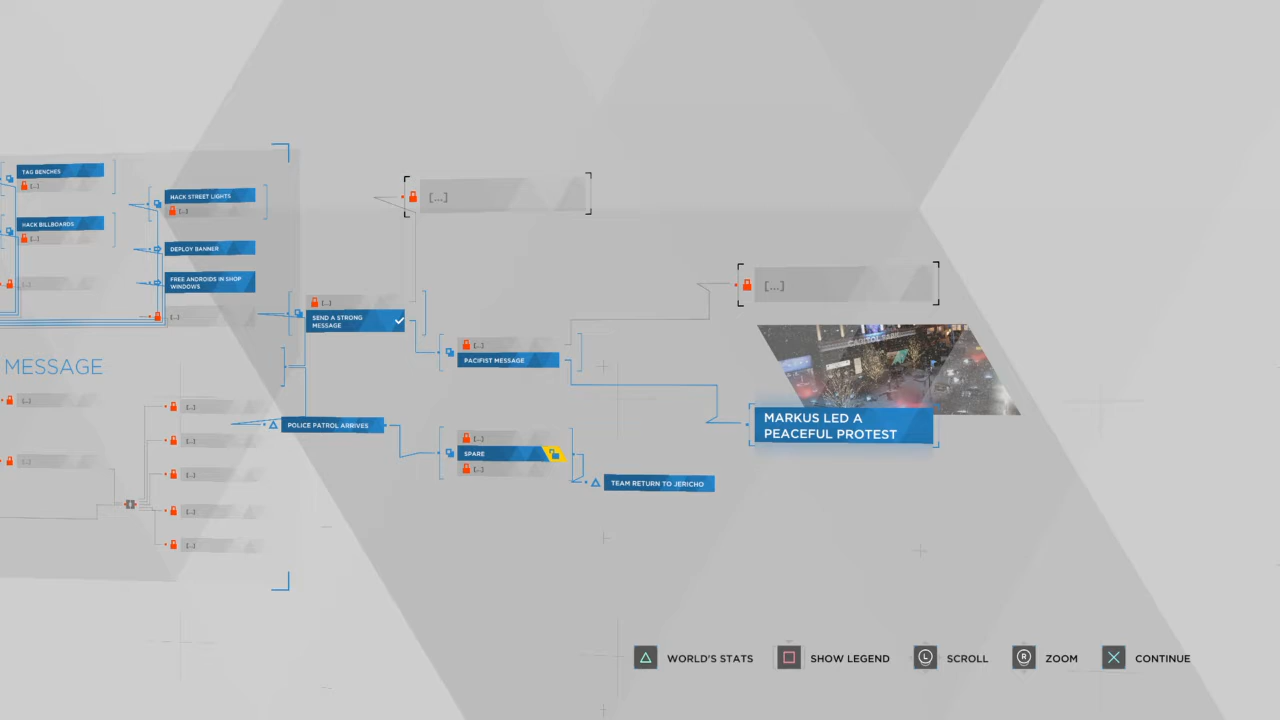 TAG BENCHES
[...]
HACK BILLBOARDS
[...]
[...]
HACK STREET LIGHTS
[...]
DEPLOY BANNER
FREE ANDROIDS IN SHOP
WINDOWS
[...]
MESSAGE
[...]
[...]
[...]
[...]
[...]
[...]
[...]
[...]
SEND A STRONG
MESSAGE
POLICE PATROL ARRIVES
[...]
[...]
PACIFIST MESSAGE
[...]
SPARE
[...]
TEAM RETURN TO JERICHO
[...]
CAPITOL PARK
MARKUS LED A
PEACEFUL PROTEST
WORLD'S STATS
SHOW LEGEND
L
SCROLL
R
ZOOM
CONTINUE